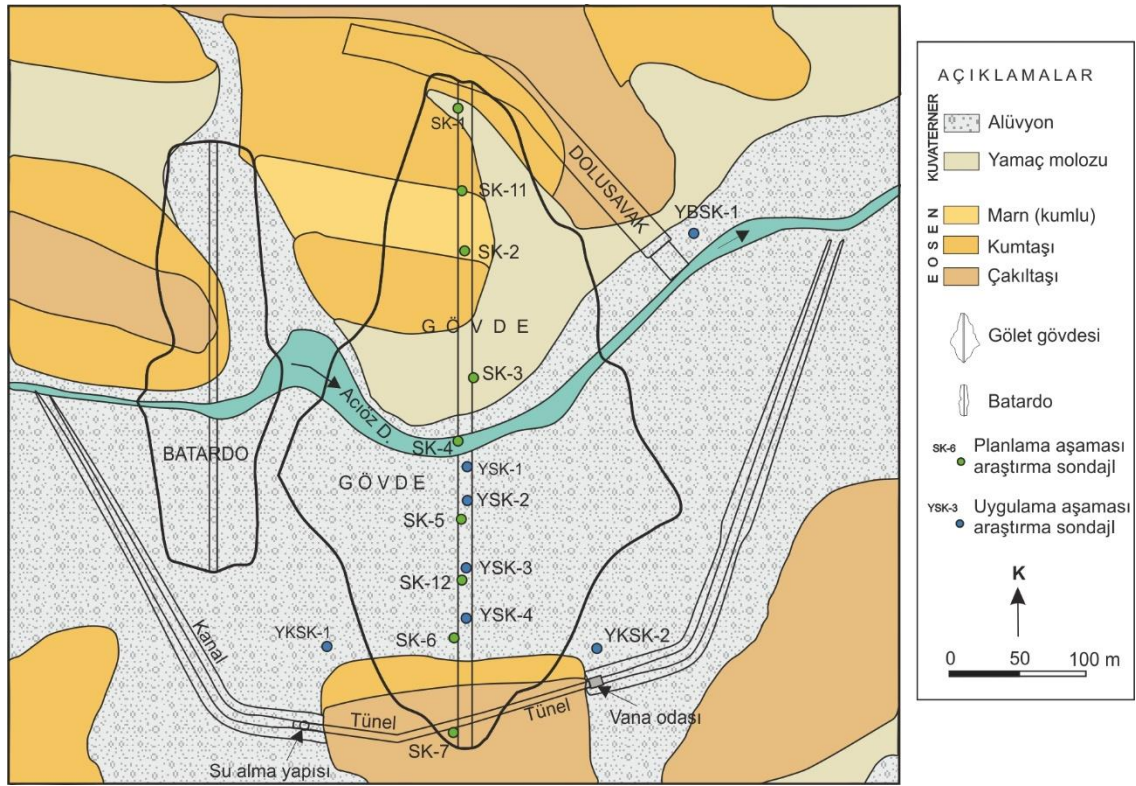 SK-1
SK-11
DOLUSAVAK
YBSK-1
SK-2
GÖVDE
SK-3
Acıöz D.
SK-4
BATARDO
YSK-1
GÖVDE
YSK-2
SK-5
YSK-3
SK-12
YSK-4
YKSK-1
SK-6
YKSK-2
Kanal
Tünel
Tünel
Vana odası
SK-7
Su alma yapısı
AÇIKLAMALAR
KUVATERNER
Alüvyon
Yamaç molozu
EOSEN
Marn (kumlu)
Kumtaşı
Çakıltaşı
Gölet gövdesi
Batardo
SK-6 Planlama aşaması
araştırma sondajl
YSK-3 Uygulama aşaması
araştırma sondajl
K
0 50 100 m